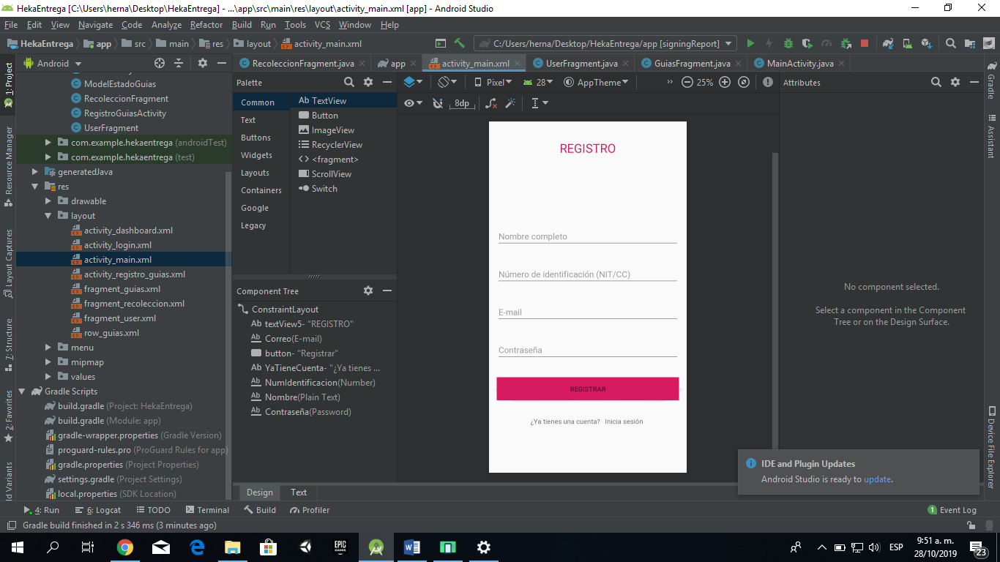 HekaEntrega [C:\Users\herna\Desktop\HekaEntrega] - ...\app\src\main\res\layout\activity_main.xml [app] - Android Studio
File Edit View Navigate Code Analyze Refactor Build Run Tools VCS Window Help
HekaEntrega app src main res layout activity_main.xml C:/Users/herna/Desktop/HekaEntrega/app [signingReport]
Android
RecoleccionFragment.java app activity_main.xml UserFragment.java GuiasFragment.java MainActivity.java
1: Project
Resource Manager
Layout Captures
7: Structure
2: Favorites
ld Variants
ModelEstadoGuias
RecoleccionFragment
RegistroGuiasActivity
UserFragment
com.example.hekaentrega (androidTest)
com.example.hekaentrega (test)
generatedJava
res
drawable
layout
activity_dashboard.xml
activity_login.xml
activity_main.xml
activity_registro_guias.xml
fragment_guias.xml
fragment_recoleccion.xml
fragment_user.xml
row_guias.xml
menu
mipmap
values
Gradle Scripts
build.gradle (Project: HekaEntrega)
build.gradle (Module: app)
gradle-wrapper.properties (Gradle Version)
proguard-rules.pro (ProGuard Rules for app)
gradle.properties (Project Properties)
settings.gradle (Project Settings)
local.properties (SDK Location)
Palette
Common
Text
Buttons
Widgets
Layouts
Containers
Google
Legacy
Ab TextView
Button
ImageView
RecyclerView
<fragment>
ScrollView
Switch
Component Tree
ConstraintLayout
Ab textView5- "REGISTRO"
Ab Correo(E-mail)
button- "Registrar"
Ab YaTieneCuenta- "¿Ya tienes ...
Ab NumIdentificacion(Number)
Ab Nombre(Plain Text)
Ab Contraseña(Password)
Pixel 28 AppTheme » 25%
8dp
REGISTRO
Nombre completo
Número de identificación (NIT/CC)
E-mail
Contraseña
REGISTRAR
¿Ya tienes una cuenta? Inicia sesión
Attributes
No component selected.
Select a component in the Component
Tree or on the Design Surface.
Gradle
Assistant
Device File Explorer
IDE and Plugin Updates
Android Studio is ready to update.
Design Text
4: Run 6: Logcat TODO Terminal Build Profiler 1 Event Log
Gradle build finished in 2 s 346 ms (3 minutes ago)
EPIC GAMES
ESP
9:51 a. m.
28/10/2019
23